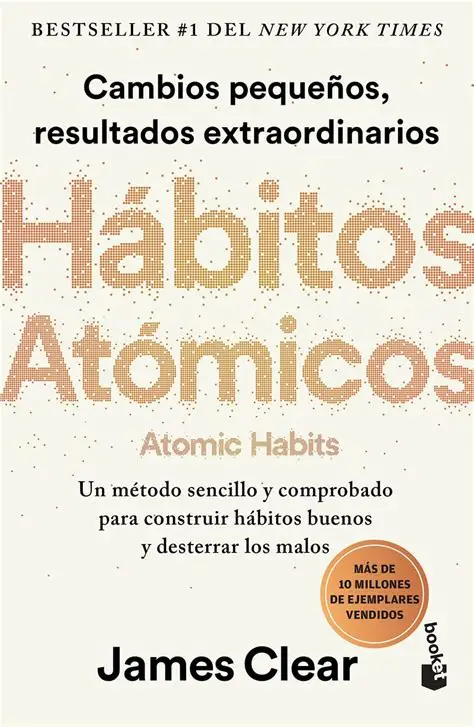 BESTSELLER #1 DEL NEW YORK TIMES
Cambios pequeños,
resultados extraordinarios
Hábitos
Atómicos
Atomic Habits
Un método sencillo y comprobado
para construir hábitos buenos
y desterrar los malos
MÁS DE
10 MILLONES
DE EJEMPLARES
VENDIDOS
James Clear
booket